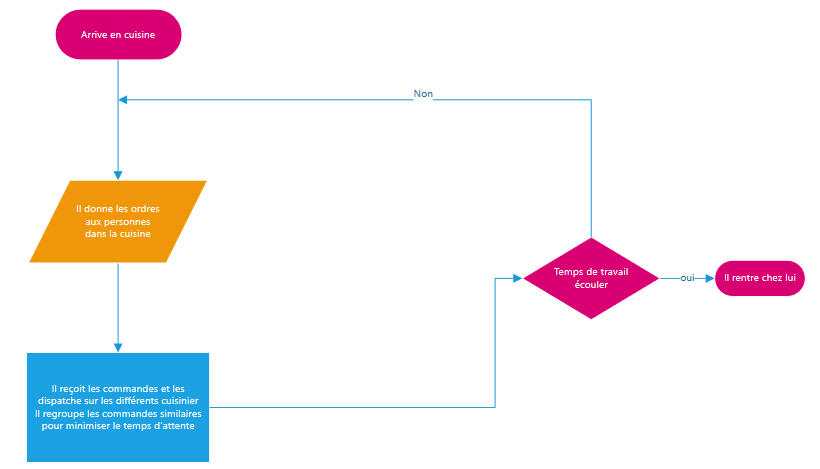 Arrive en cuisine
Non
Il donne les ordres
aux personnes
dans la cuisine
Temps de travail
écouler
oui
Il rentre chez lui
Il reçoit les commandes et les
dispatche sur les différents cuisinier
Il regroupe les commandes similaires
pour minimiser le temps d'attente